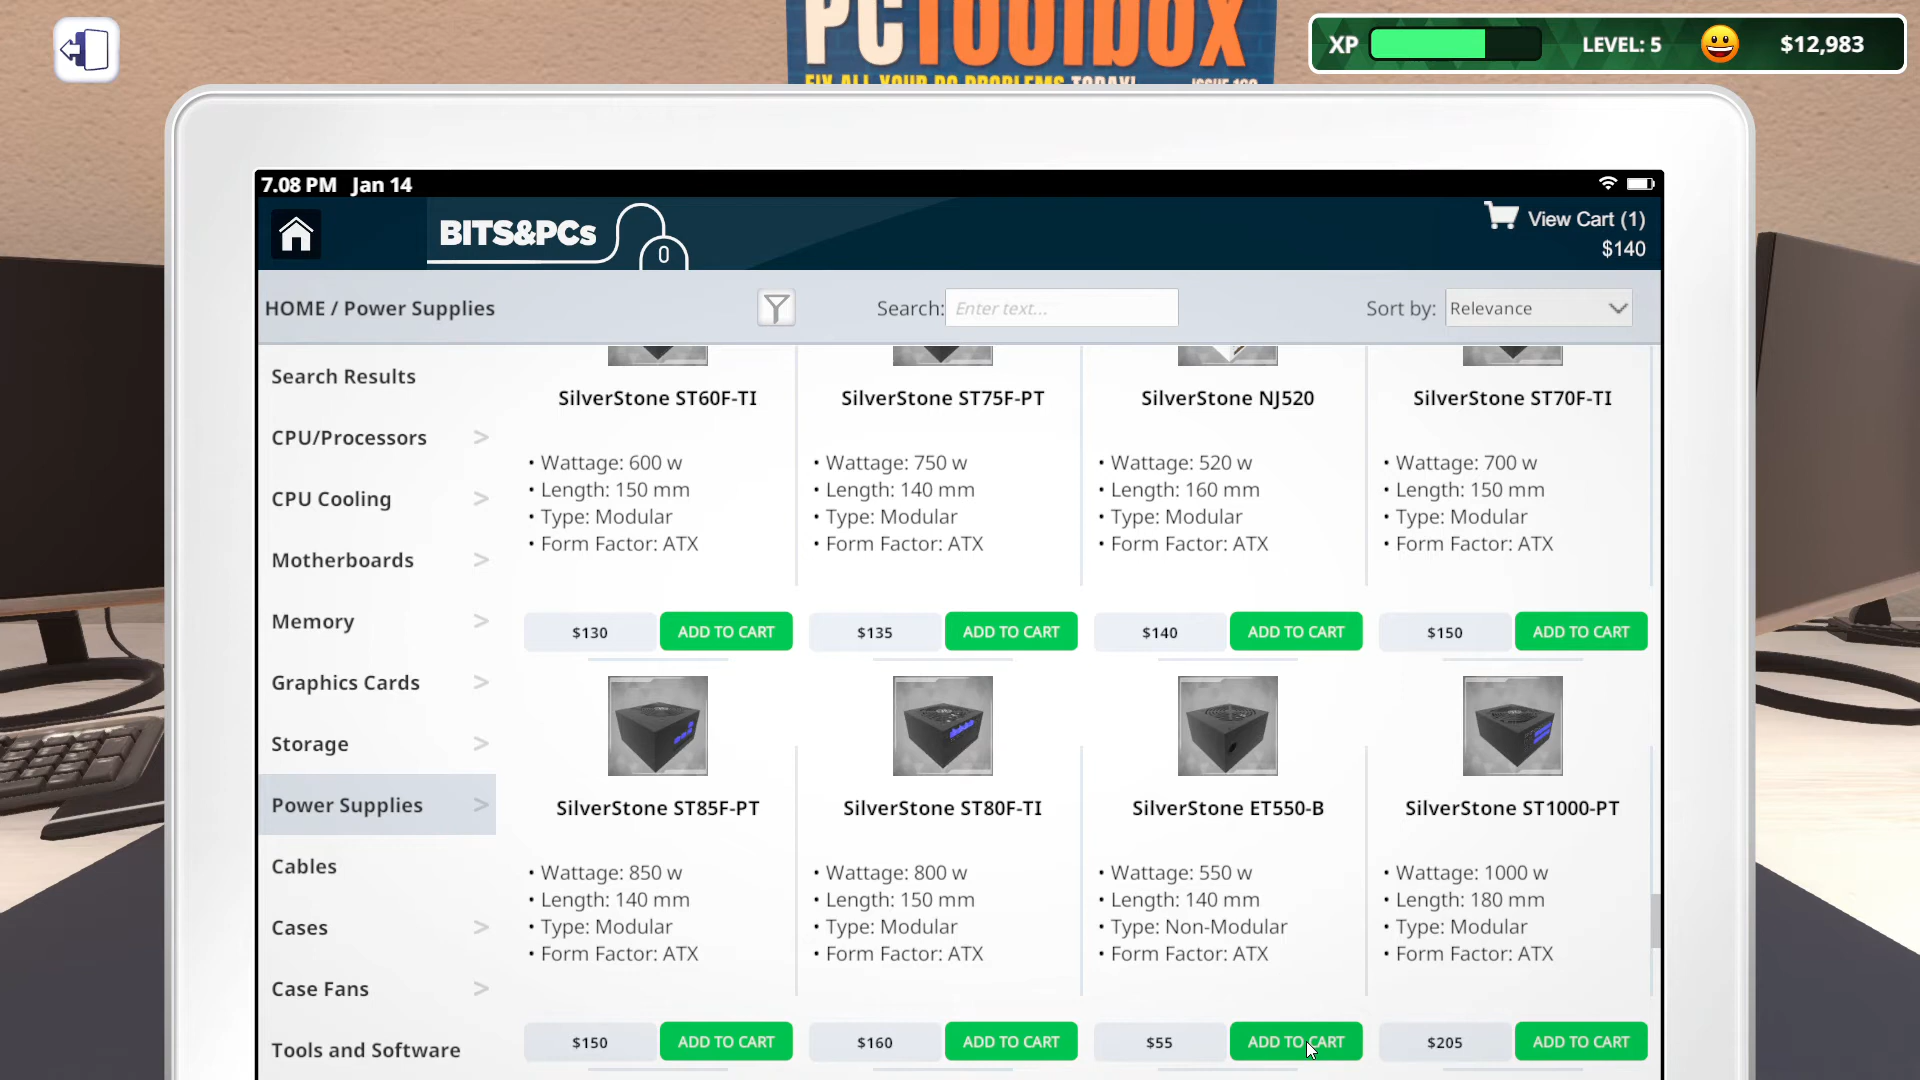 PCToolbox
FIX ALL YOUR PC PROBLEMS TODAY!
XP
LEVEL: 5
$12,983
7.08 PM Jan 14
BITS&PCs
View Cart (1)
$140
HOME / Power Supplies
Search: Enter text...
Sort by: Relevance
Search Results
CPU/Processors >
CPU Cooling >
Motherboards >
Memory >
Graphics Cards >
Storage >
Power Supplies >
Cables
Cases >
Case Fans >
Tools and Software
SilverStone ST60F-TI
• Wattage: 600 w
• Length: 150 mm
• Type: Modular
• Form Factor: ATX
$130 ADD TO CART
SilverStone ST75F-PT
• Wattage: 750 w
• Length: 140 mm
• Type: Modular
• Form Factor: ATX
$135 ADD TO CART
SilverStone NJ520
• Wattage: 520 w
• Length: 160 mm
• Type: Modular
• Form Factor: ATX
$140 ADD TO CART
SilverStone ST70F-TI
• Wattage: 700 w
• Length: 150 mm
• Type: Modular
• Form Factor: ATX
$150 ADD TO CART
SilverStone ST85F-PT
• Wattage: 850 w
• Length: 140 mm
• Type: Modular
• Form Factor: ATX
$150 ADD TO CART
SilverStone ST80F-TI
• Wattage: 800 w
• Length: 150 mm
• Type: Modular
• Form Factor: ATX
$160 ADD TO CART
SilverStone ET550-B
• Wattage: 550 w
• Length: 140 mm
• Type: Non-Modular
• Form Factor: ATX
$55 ADD TO CART
SilverStone ST1000-PT
• Wattage: 1000 w
• Length: 180 mm
• Type: Modular
• Form Factor: ATX
$205 ADD TO CART